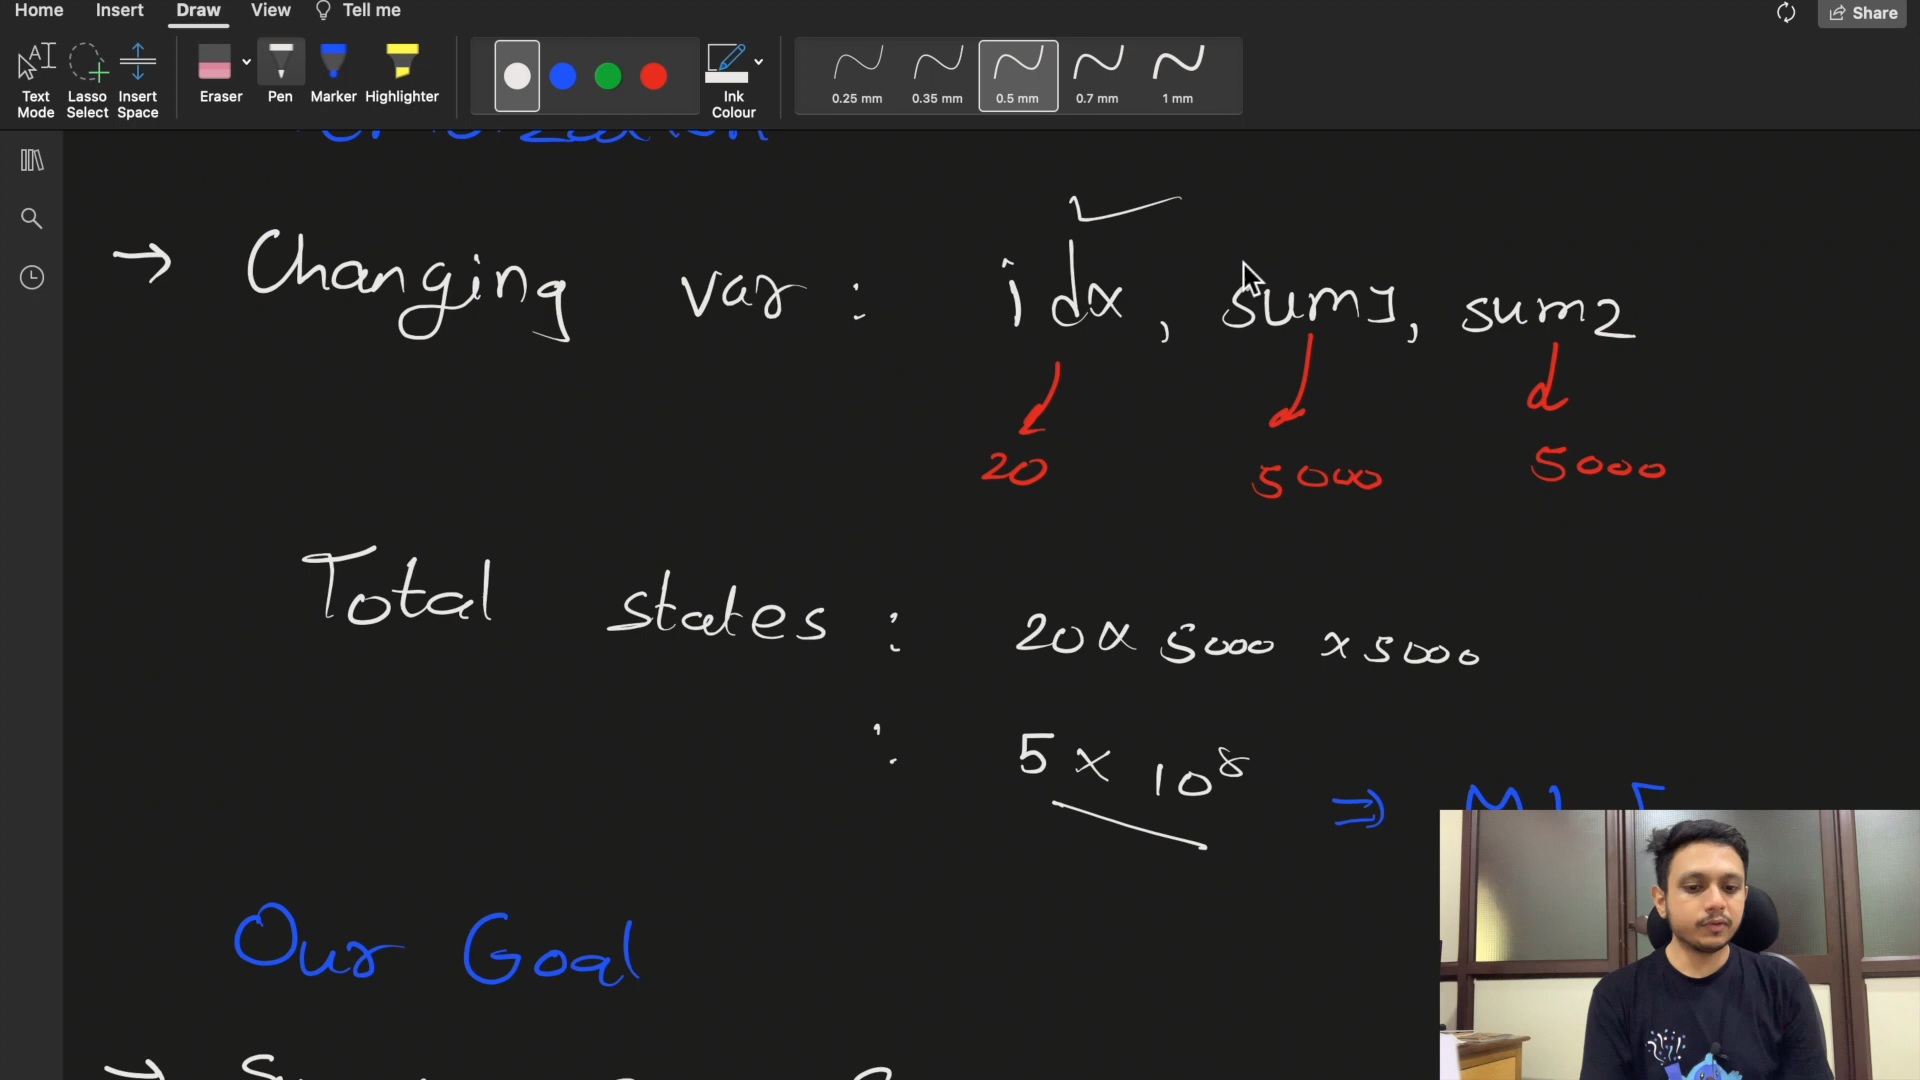 Home Insert Draw View Tell me Share
Text Mode Lasso Select Insert Space Eraser Pen Marker Highlighter Ink Colour 0.25 mm 0.35 mm 0.5 mm 0.7 mm 1 mm
→ Changing var : idx, sum1, sum2
20 5000 5000
Total states : 20 x 5000 x 5000
: 5 x 10^8 ⇒
Our Goal
→